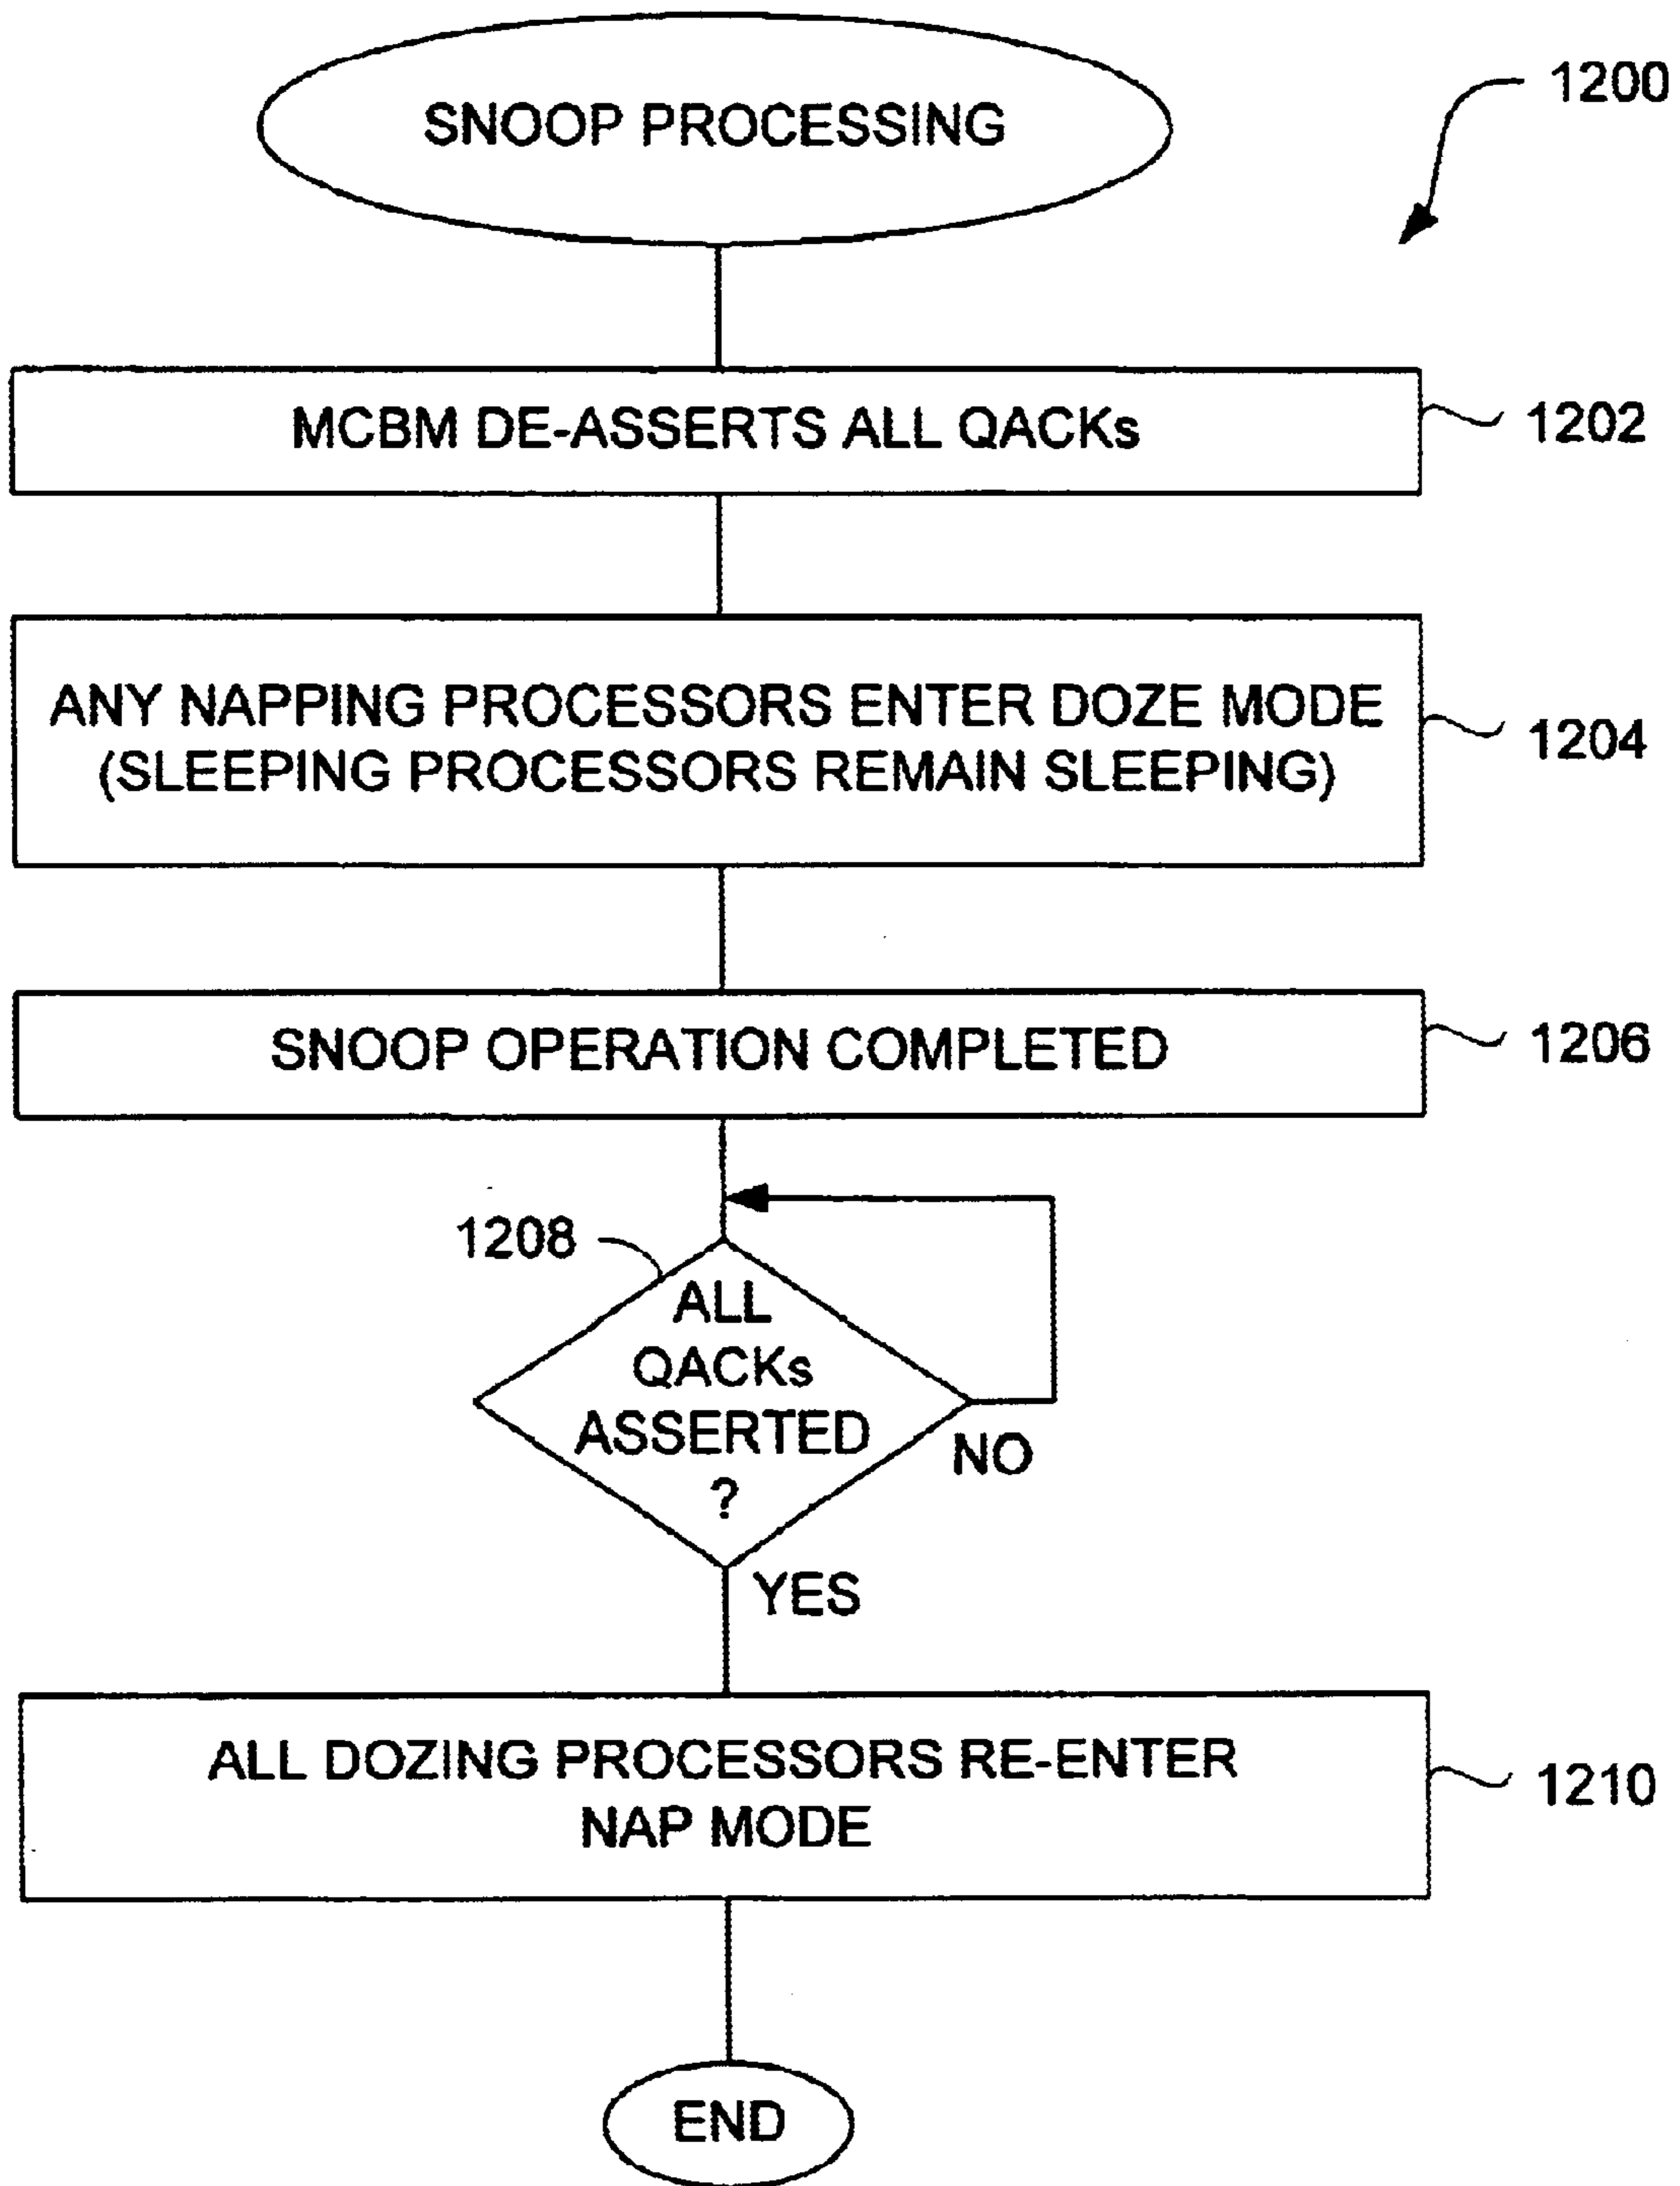 SNOOP PROCESSING
1200
MCBM DE-ASSERTS ALL QACKs
1202
ANY NAPPING PROCESSORS ENTER DOZE MODE
(SLEEPING PROCESSORS REMAIN SLEEPING)
1204
SNOOP OPERATION COMPLETED
1206
1208
ALL
QACKs
ASSERTED
?
NO
YES
ALL DOZING PROCESSORS RE-ENTER
NAP MODE
1210
END